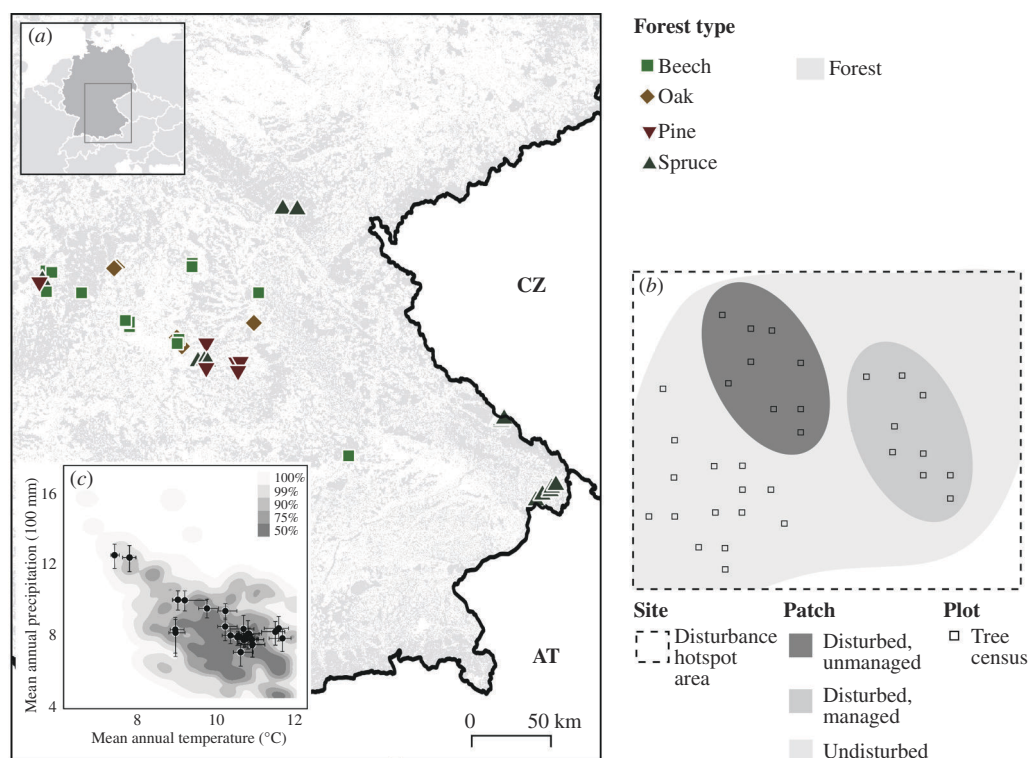 (a)
CZ
AT
0 50 km
(c)
100%
99%
90%
75%
50%
16
12
8
4
Mean annual precipitation (100 mm)
8 10 12
Mean annual temperature (°C)
Forest type
Beech
Oak
Pine
Spruce
Forest
(b)
Site
Disturbance
hotspot
area
Patch
Disturbed,
unmanaged
Disturbed,
managed
Undisturbed
Plot
Tree
census